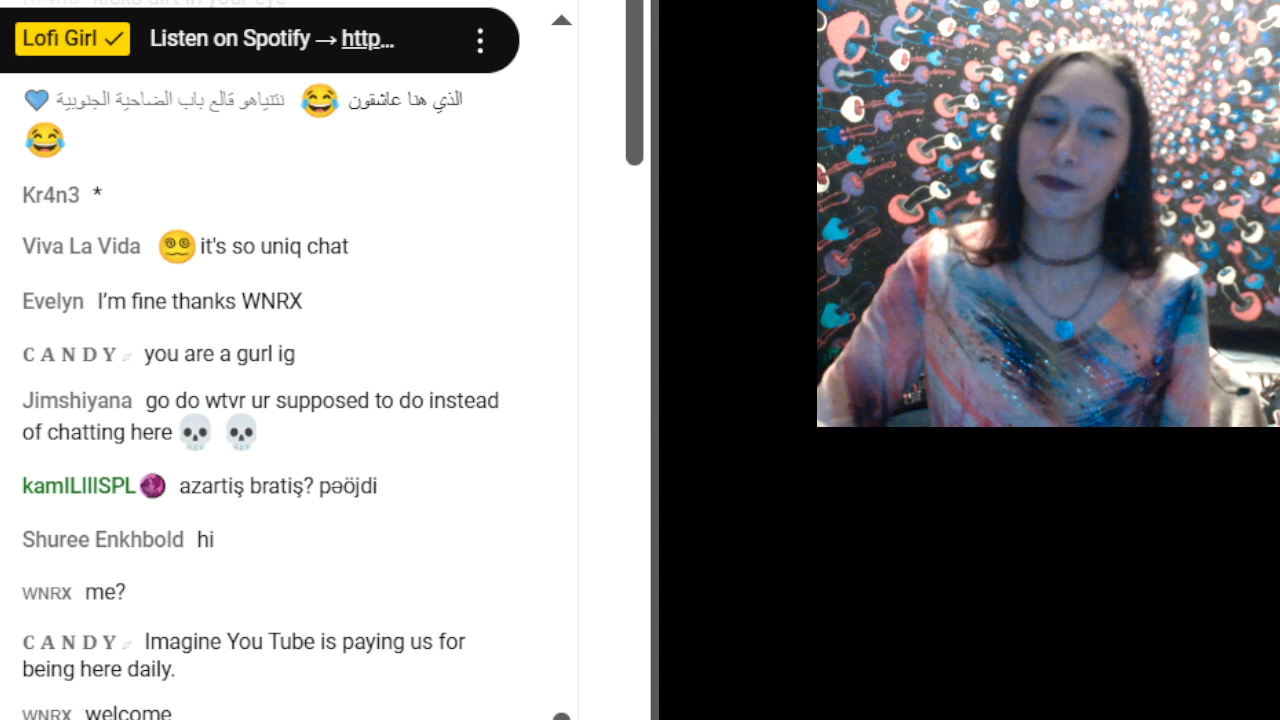 Lofi Girl ✓ Listen on Spotify → http...
الذي هنا عاشقون 😂 نتنياهو قالع باب الضاحية الجنوبية 💙
😂
Kr4n3 *
Viva La Vida 😵‍💫it's so uniq chat
Evelyn I'm fine thanks WNRX
C A N D Y you are a gurl ig
Jimshiyana go do wtvr ur supposed to do instead
of chatting here 💀 💀
kamILIIISPL azartiş bratiş? pəöjdi
Shuree Enkhbold hi
WNRX me?
C A N D Y Imagine You Tube is paying us for
being here daily.
WNRX welcome